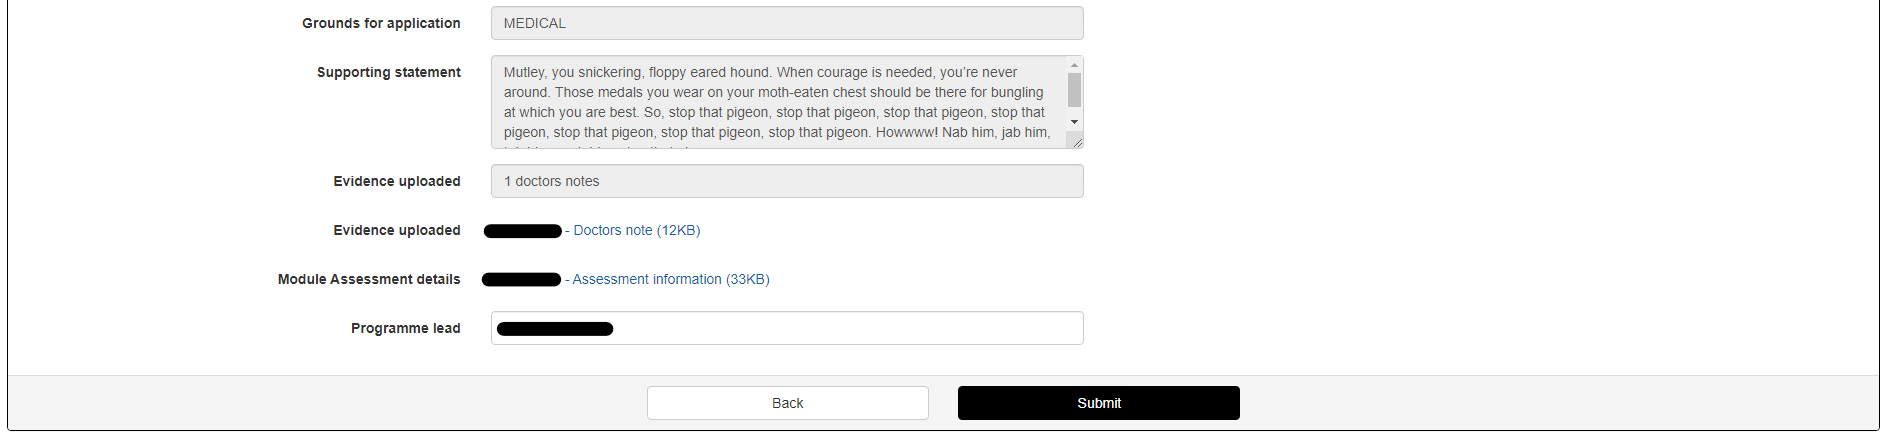 Grounds for application MEDICAL
Supporting statement Mutley, you snickering, floppy eared hound. When courage is needed, you’re never
around. Those medals you wear on your moth-eaten chest should be there for bungling
at which you are best. So, stop that pigeon, stop that pigeon, stop that pigeon, stop that
pigeon, stop that pigeon, stop that pigeon, stop that pigeon. Howwww! Nab him, jab him,
Evidence uploaded 1 doctors notes
Evidence uploaded - Doctors note (12KB)
Module Assessment details - Assessment information (33KB)
Programme lead
Back Submit